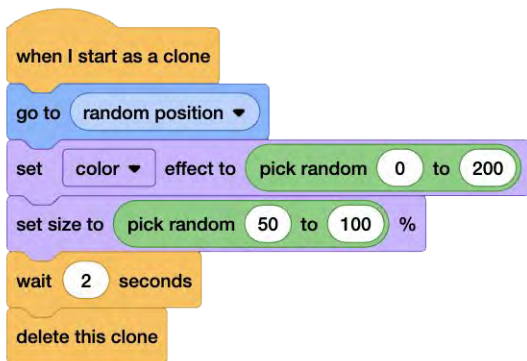 when I start as a clone
go to random position
set color effect to pick random 0 to 200
set size to pick random 50 to 100 %
wait 2 seconds
delete this clone